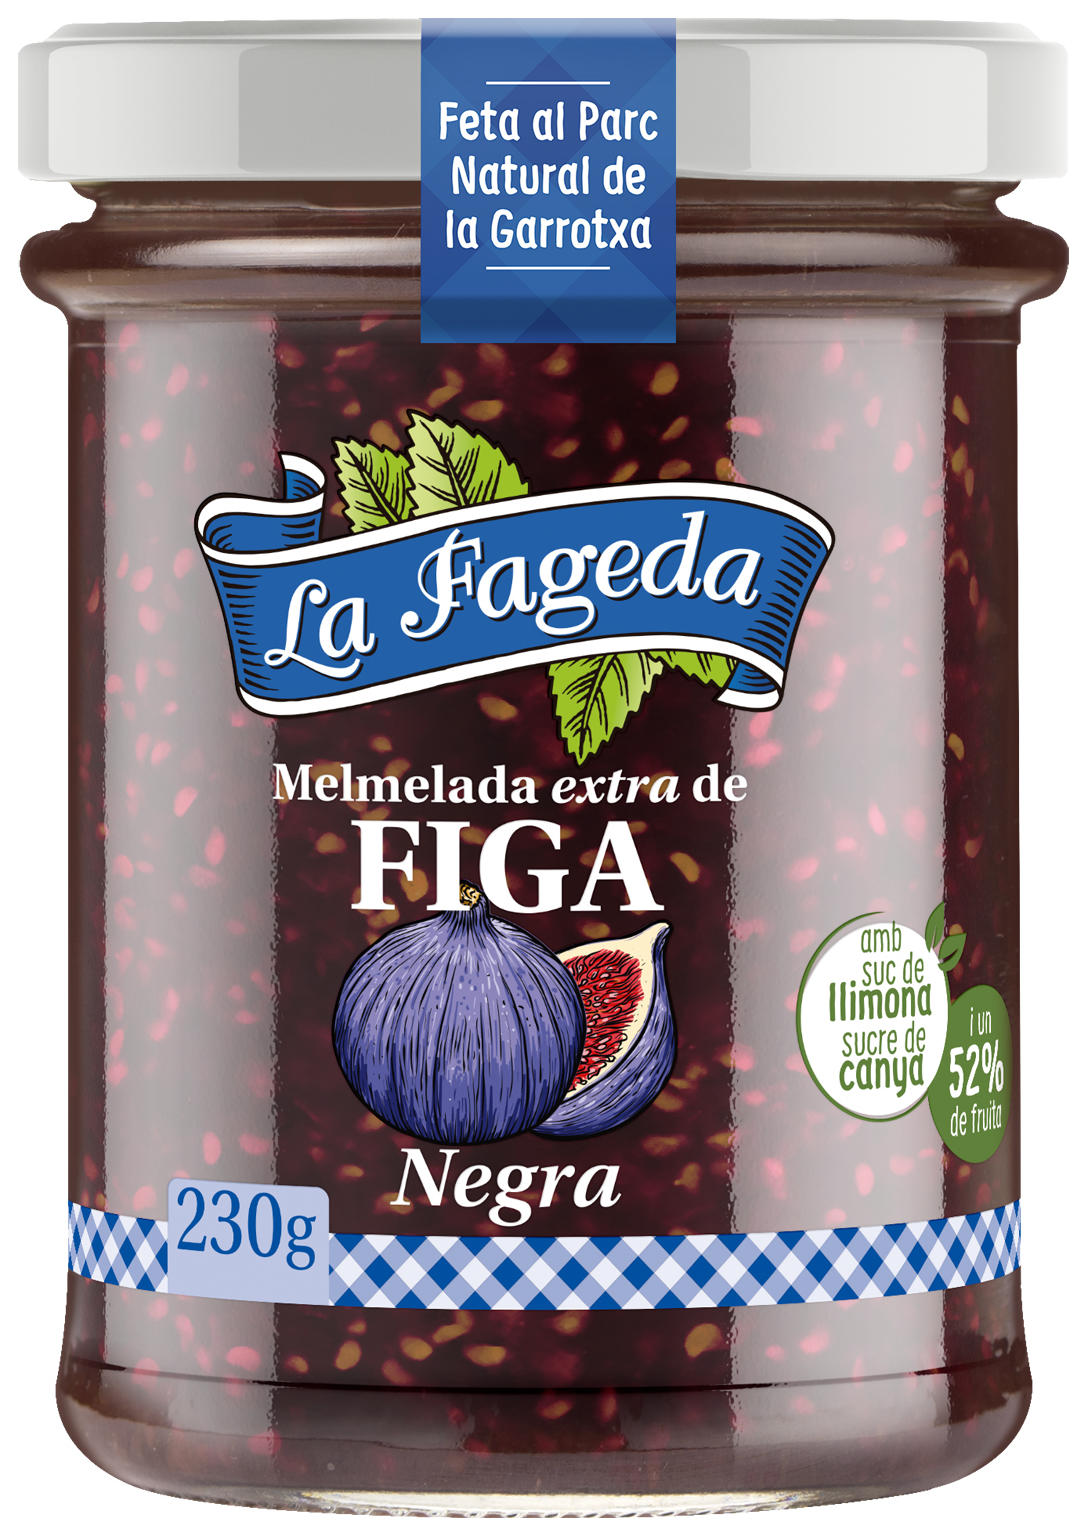 Feta al Parc
Natural de
la Garrotxa
La Fageda
Melmelada extra de
FIGA
Negra
amb
suc de
llimona
sucre de
canya
i un
52%
de fruita
230g